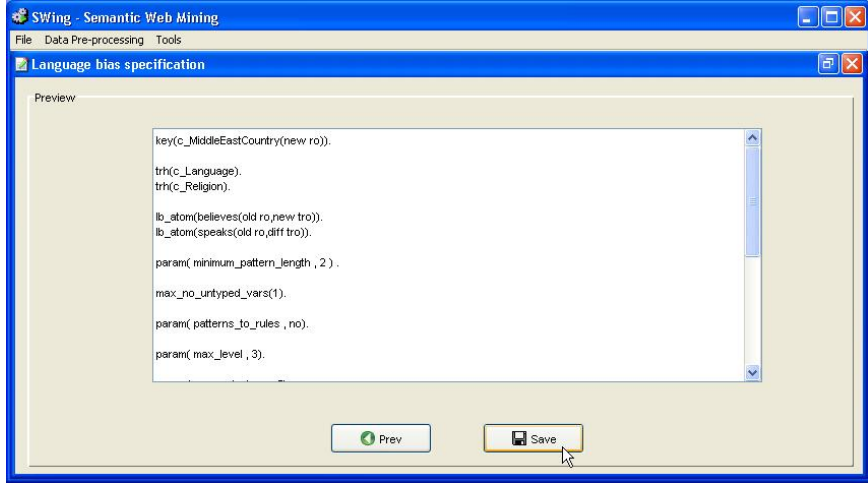 SWing - Semantic Web Mining
File Data Pre-processing Tools
Language bias specification
Preview
key(c_MiddleEastCountry(new ro)).
trh(c_Language).
trh(c_Religion).
lb_atom(believes(old ro,new tro)).
lb_atom(speaks(old ro,diff tro)).
param( minimum_pattern_length , 2 ) .
max_no_untyped_vars(1).
param( patterns_to_rules , no).
param( max_level , 3).
Prev Save